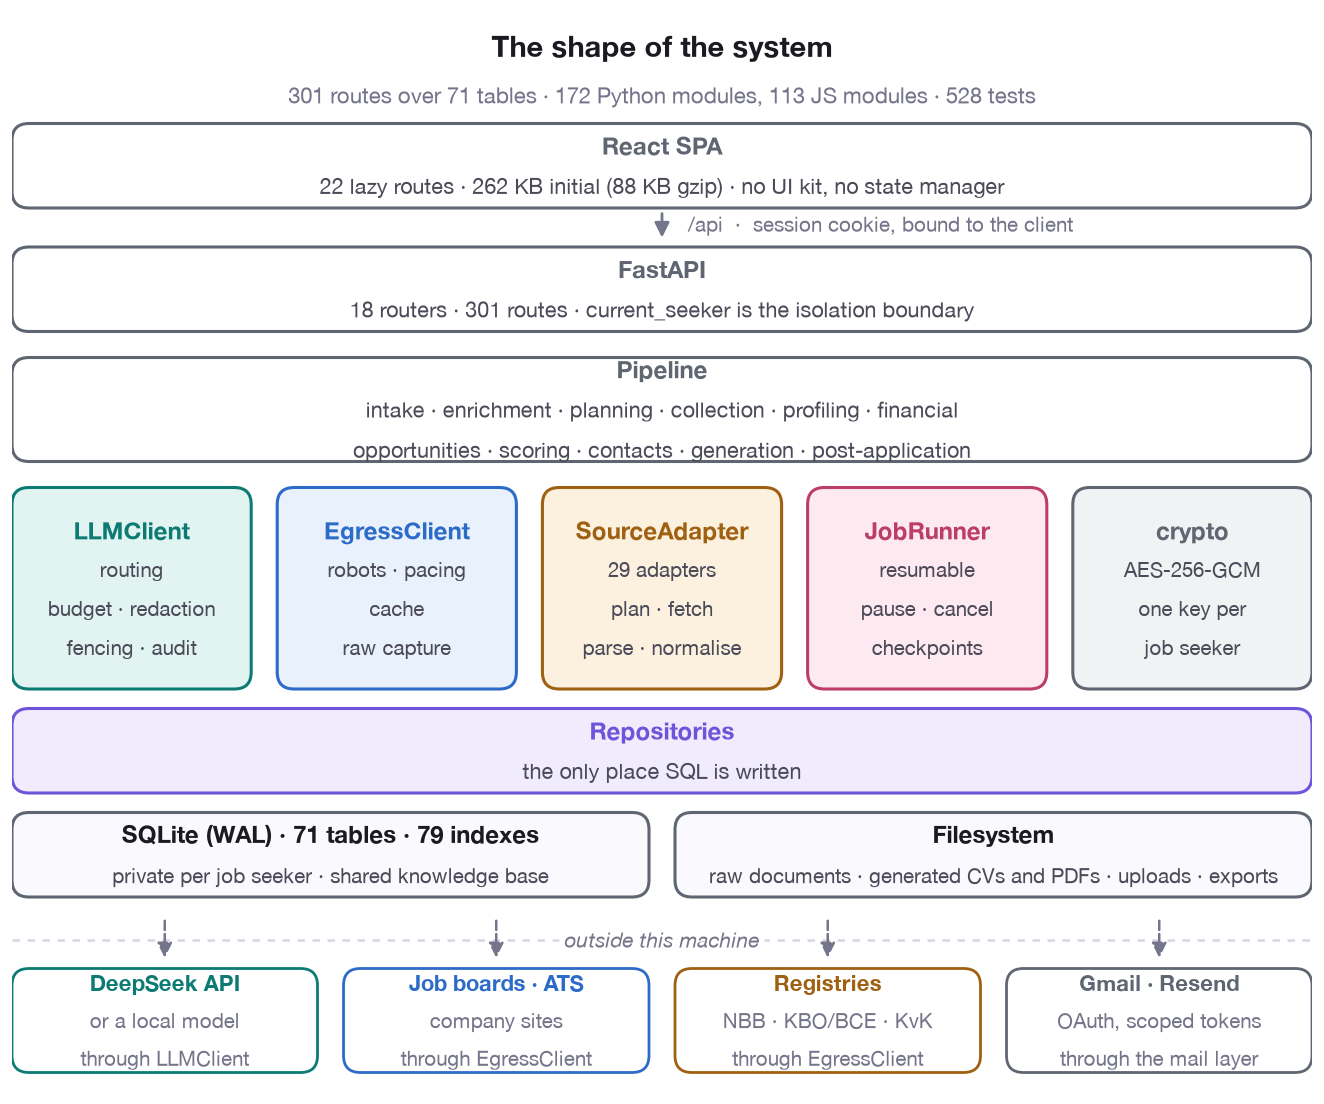 The shape of the system
301 routes over 71 tables · 172 Python modules, 113 JS modules · 528 tests
React SPA
22 lazy routes · 262 KB initial (88 KB gzip) · no UI kit, no state manager
/api · session cookie, bound to the client
FastAPI
18 routers · 301 routes · current_seeker is the isolation boundary
Pipeline
intake · enrichment · planning · collection · profiling · financial
opportunities · scoring · contacts · generation · post-application
LLMClient
routing
budget · redaction
fencing · audit
EgressClient
robots · pacing
cache
raw capture
SourceAdapter
29 adapters
plan · fetch
parse · normalise
JobRunner
resumable
pause · cancel
checkpoints
crypto
AES-256-GCM
one key per
job seeker
Repositories
the only place SQL is written
SQLite (WAL) · 71 tables · 79 indexes
private per job seeker · shared knowledge base
Filesystem
raw documents · generated CVs and PDFs · uploads · exports
outside this machine
DeepSeek API
or a local model
through LLMClient
Job boards · ATS
company sites
through EgressClient
Registries
NBB · KBO/BCE · KvK
through EgressClient
Gmail · Resend
OAuth, scoped tokens
through the mail layer